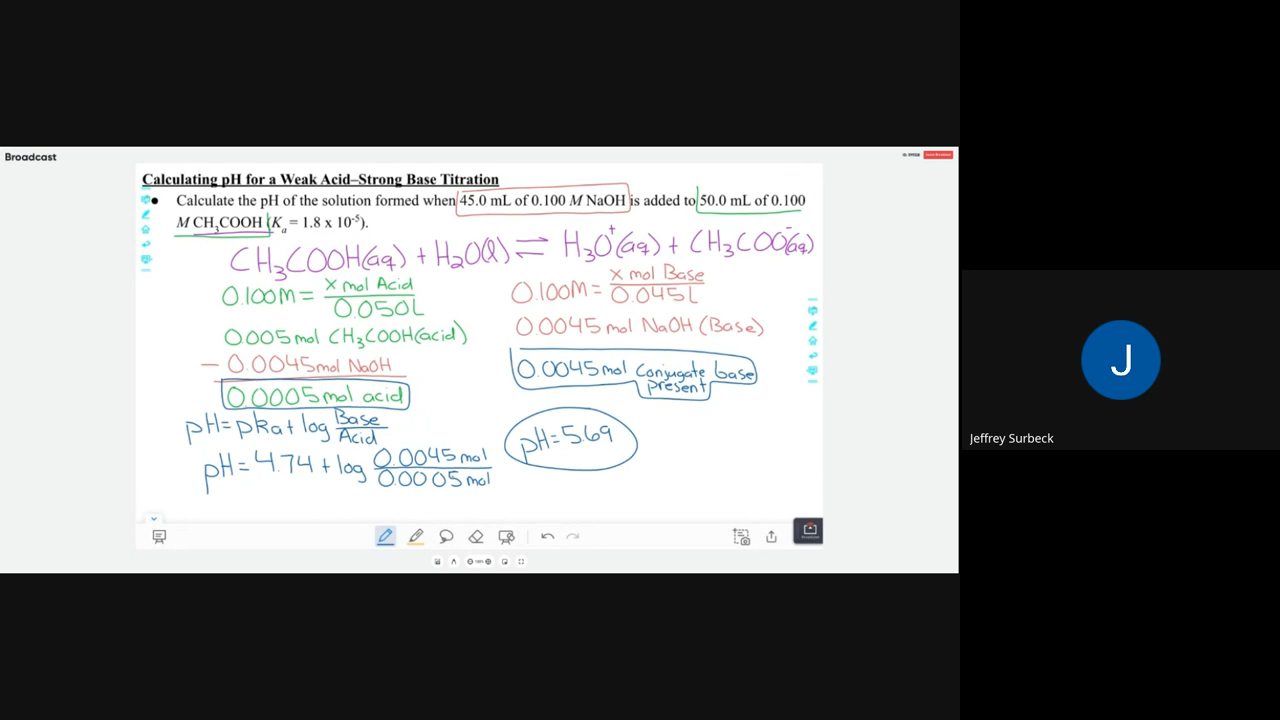 Broadcast
Calculating pH for a Weak Acid–Strong Base Titration
● Calculate the pH of the solution formed when 45.0 mL of 0.100 M NaOH is added to 50.0 mL of 0.100
M CH₃COOH (Kₐ = 1.8 x 10⁻⁵).
CH₃COOH(aq) + H₂O(l) ⇌ H₃O⁺(aq) + CH₃COO⁻(aq)
0.100M = x mol Acid / 0.050L
0.100M = x mol Base / 0.045L
0.005 mol CH₃COOH(acid)
0.0045 mol NaOH (Base)
− 0.0045 mol NaOH
0.0045 mol conjugate base
present
0.0005 mol acid
pH = pka + log Base / Acid
pH = 4.74 + log 0.0045 mol / 0.0005 mol
pH = 5.69
J
Jeffrey Surbeck